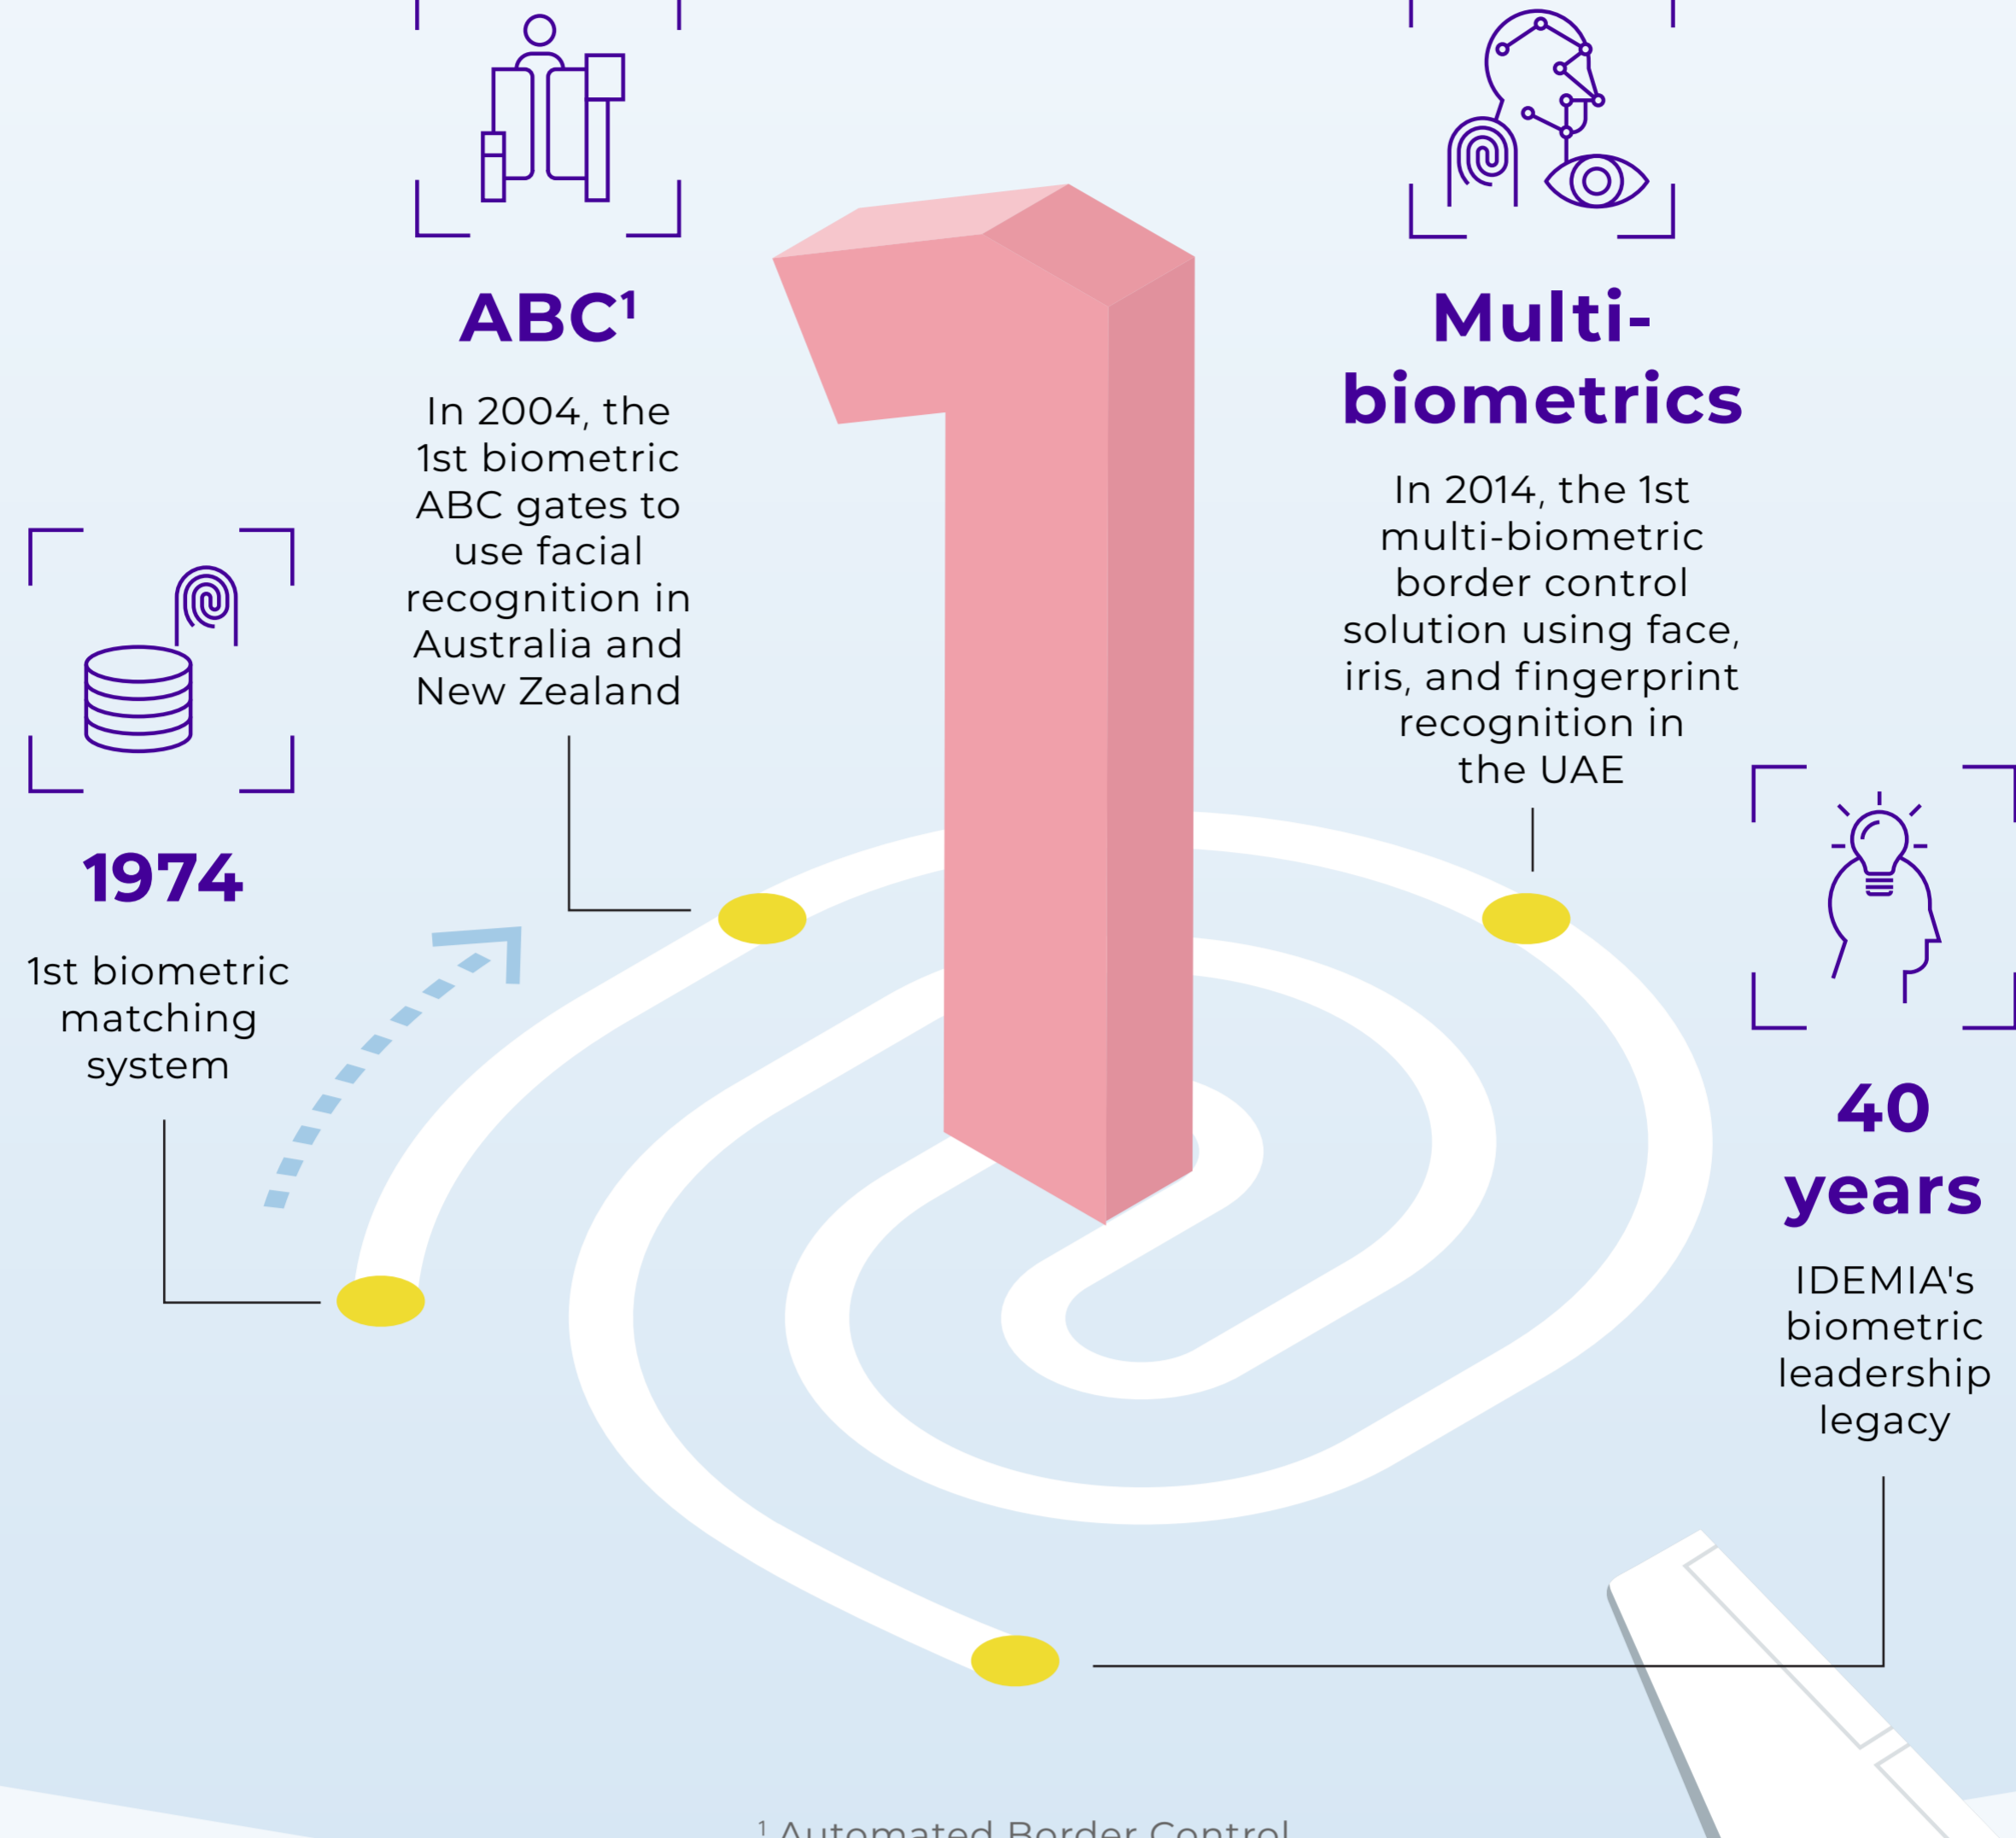 ABC¹
In 2004, the
1st biometric
ABC gates to
use facial
recognition in
Australia and
New Zealand
Multi-
biometrics
In 2014, the 1st
multi-biometric
border control
solution using face,
iris, and fingerprint
recognition in
the UAE
1974
1st biometric
matching
system
1
40
years
IDEMIA's
biometric
leadership
legacy
¹ Automated Border Control